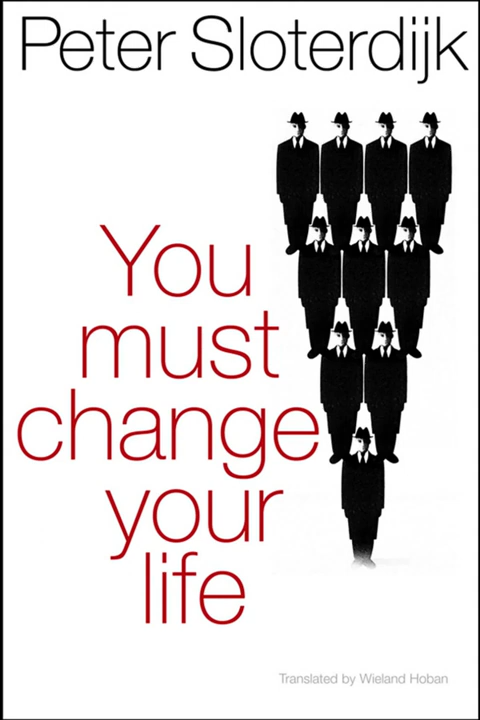 Peter Sloterdijk
You
must
change
your
life
Translated by Wieland Hoban